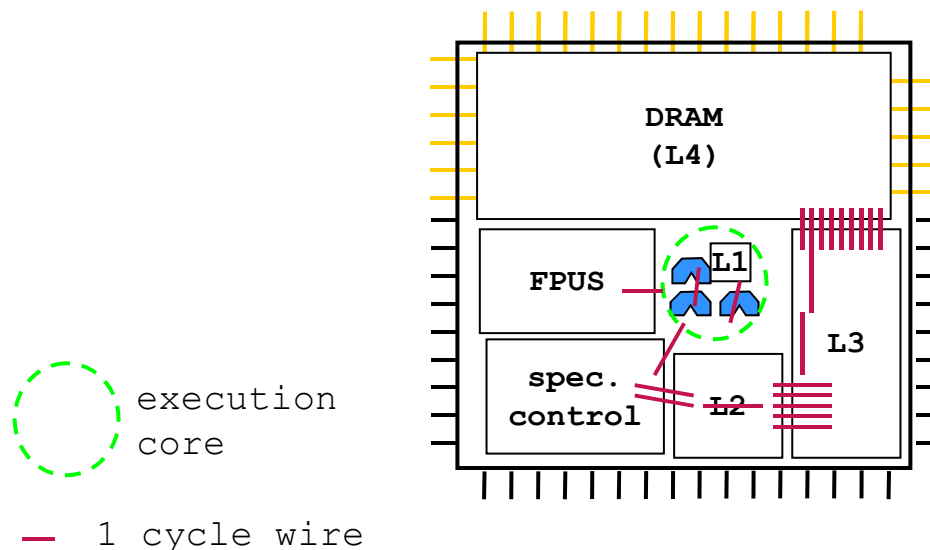 DRAM
(L4)
L1
FPUS
L3
spec.
control
L2
execution
core
1 cycle wire